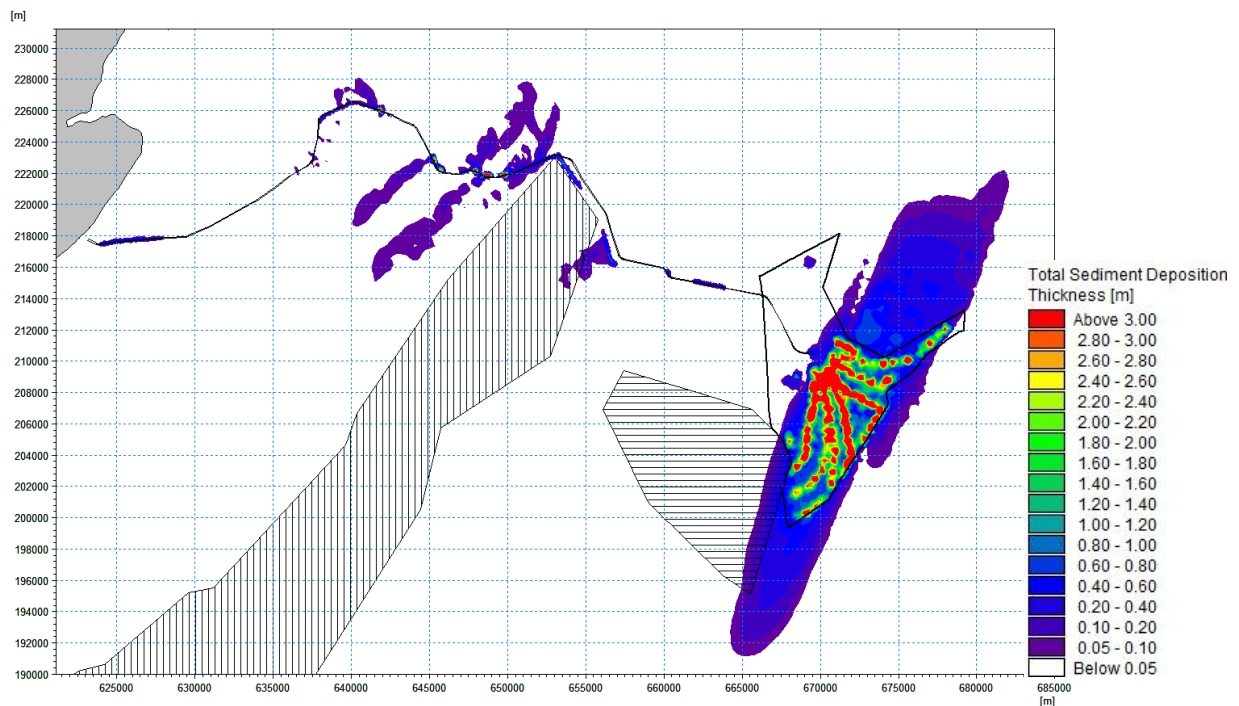 [m]
230000
228000
226000
224000
222000
220000
218000
216000
214000
212000
210000
208000
206000
204000
202000
200000
198000
196000
194000
192000
190000
625000 630000 635000 640000 645000 650000 655000 660000 665000 670000 675000 680000 685000
[m]
Total Sediment Deposition
Thickness [m]
Above 3.00
2.80 - 3.00
2.60 - 2.80
2.40 - 2.60
2.20 - 2.40
2.00 - 2.20
1.80 - 2.00
1.60 - 1.80
1.40 - 1.60
1.20 - 1.40
1.00 - 1.20
0.80 - 1.00
0.60 - 0.80
0.40 - 0.60
0.20 - 0.40
0.10 - 0.20
0.05 - 0.10
Below 0.05